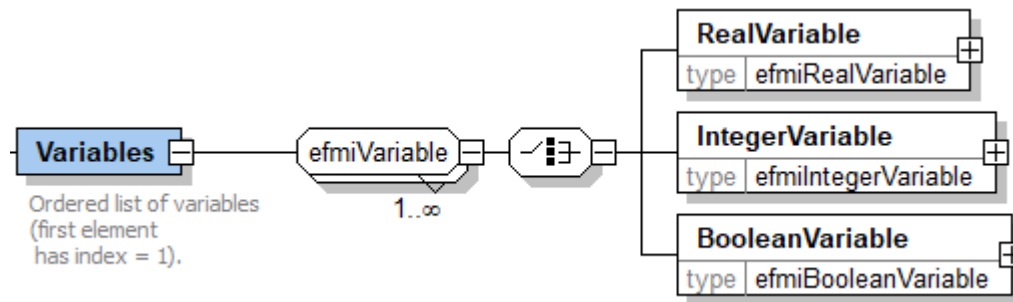 RealVariable
type efmiRealVariable
Variables
efmiVariable
IntegerVariable
type efmiIntegerVariable
Ordered list of variables
(first element
has index = 1).
1..∞
BooleanVariable
type efmiBooleanVariable